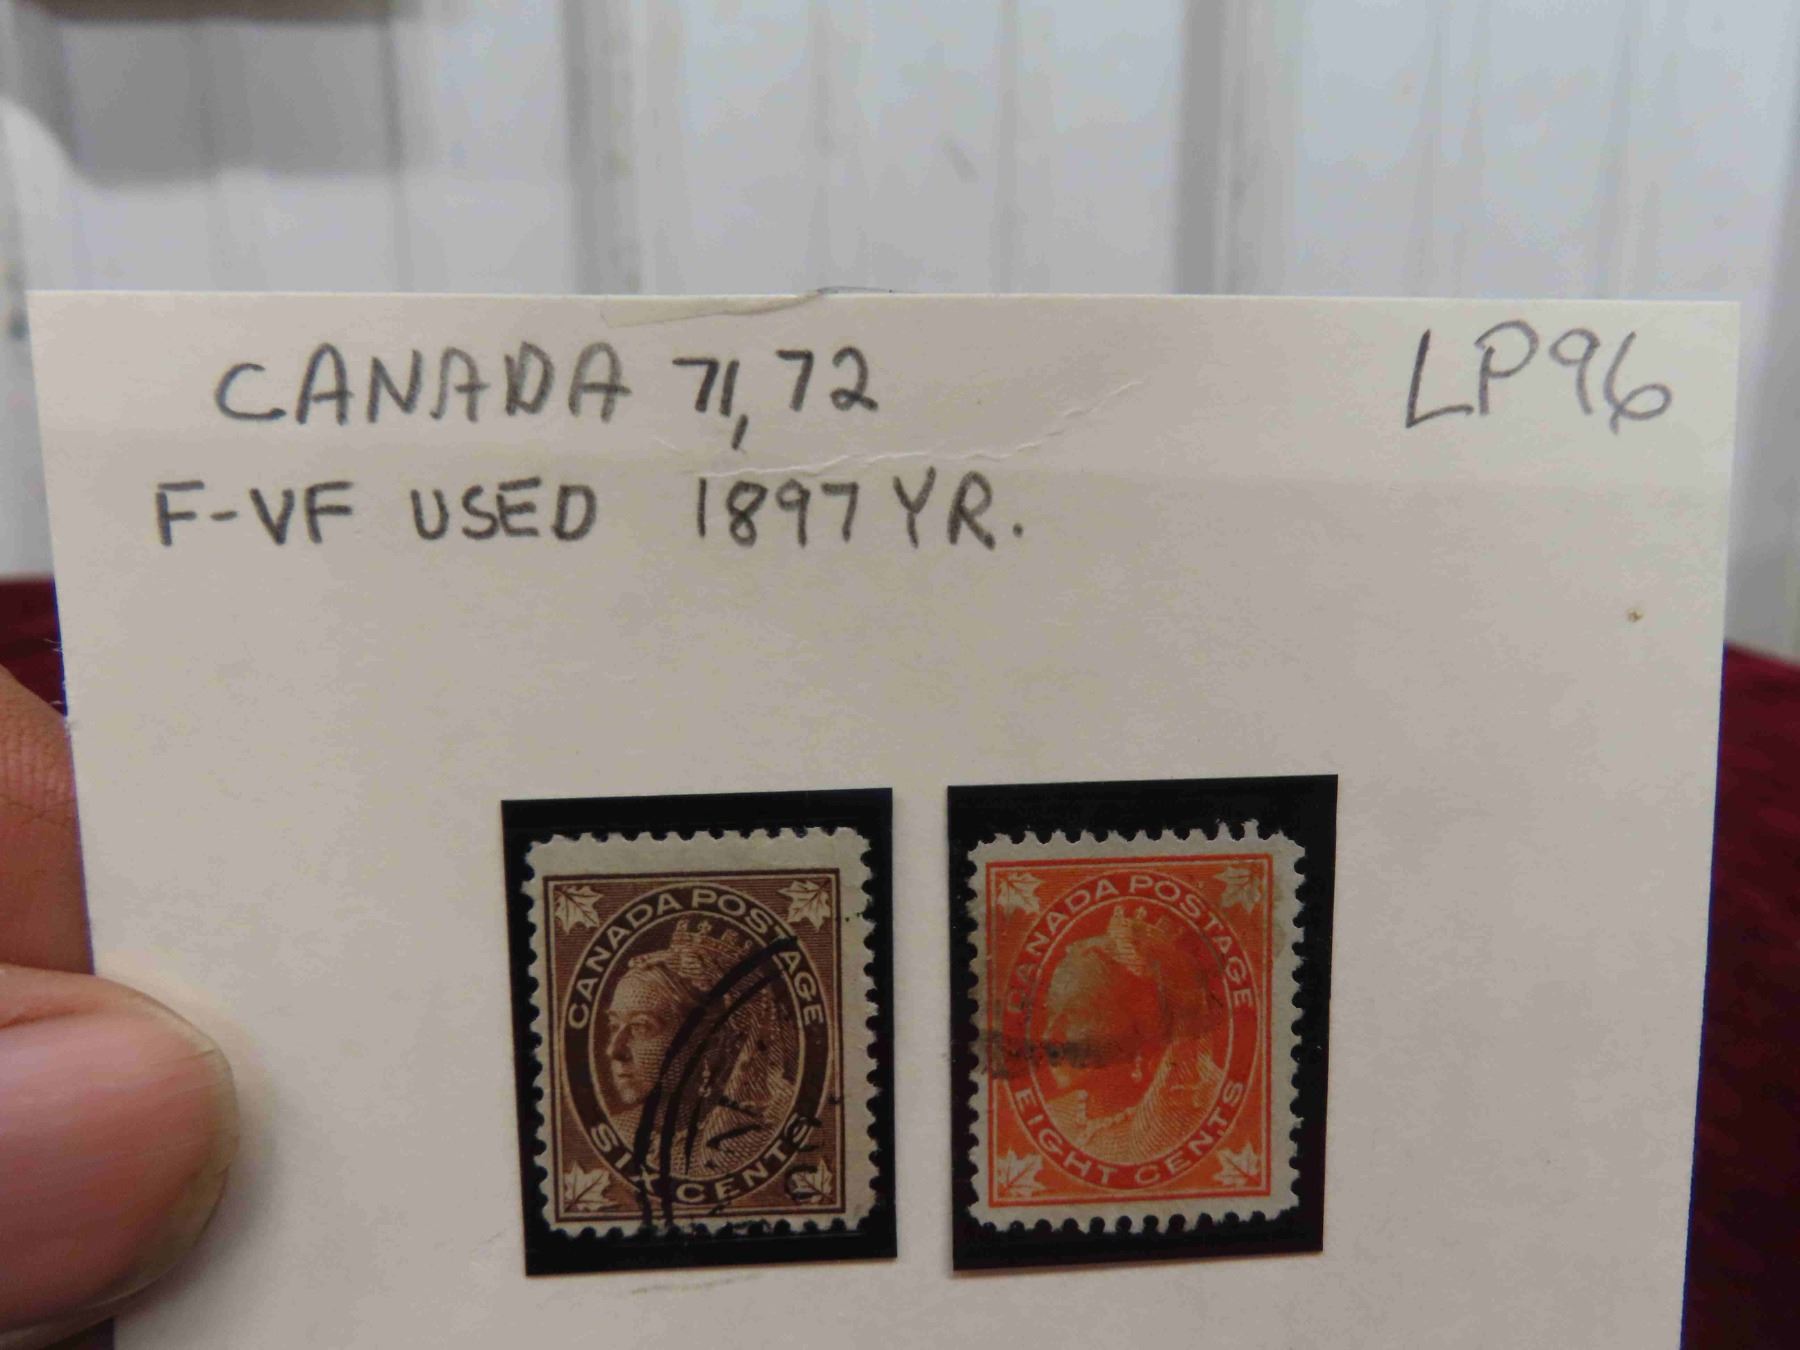 CANADA 71, 72
LP96
F-VF USED 1897 YR.
CANADA POSTAGE
SIX CENTS
CANADA POSTAGE
EIGHT CENTS